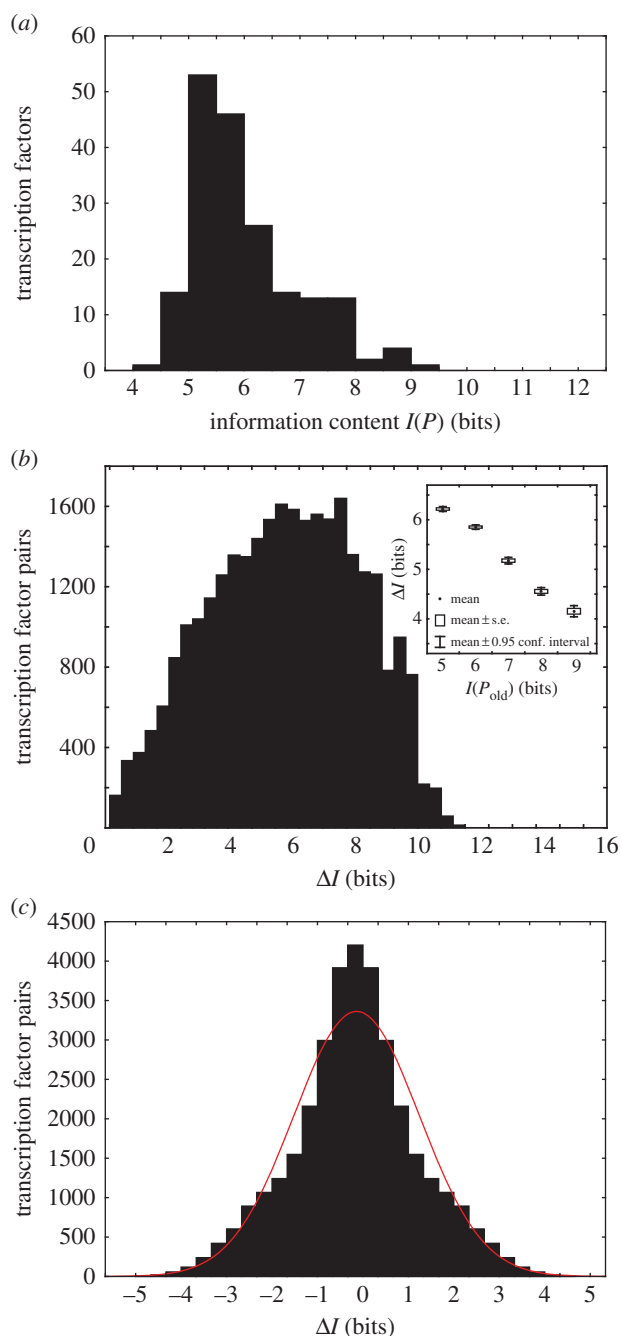 (a)
60
50
40
30
20
10
0
transcription factors
4 5 6 7 8 9 10 11 12
information content I(P) (bits)
(b)
1600
1200
800
400
0
transcription factor pairs
2 4 6 8 10 12 14 16
ΔI (bits)
6
5
4
ΔI (bits)
mean
mean ± s.e.
mean ± 0.95 conf. interval
5 6 7 8 9
I(Pold) (bits)
(c)
4500
4000
3500
3000
2500
2000
1500
1000
500
0
transcription factor pairs
–5 –4 –3 –2 –1 0 1 2 3 4 5
ΔI (bits)